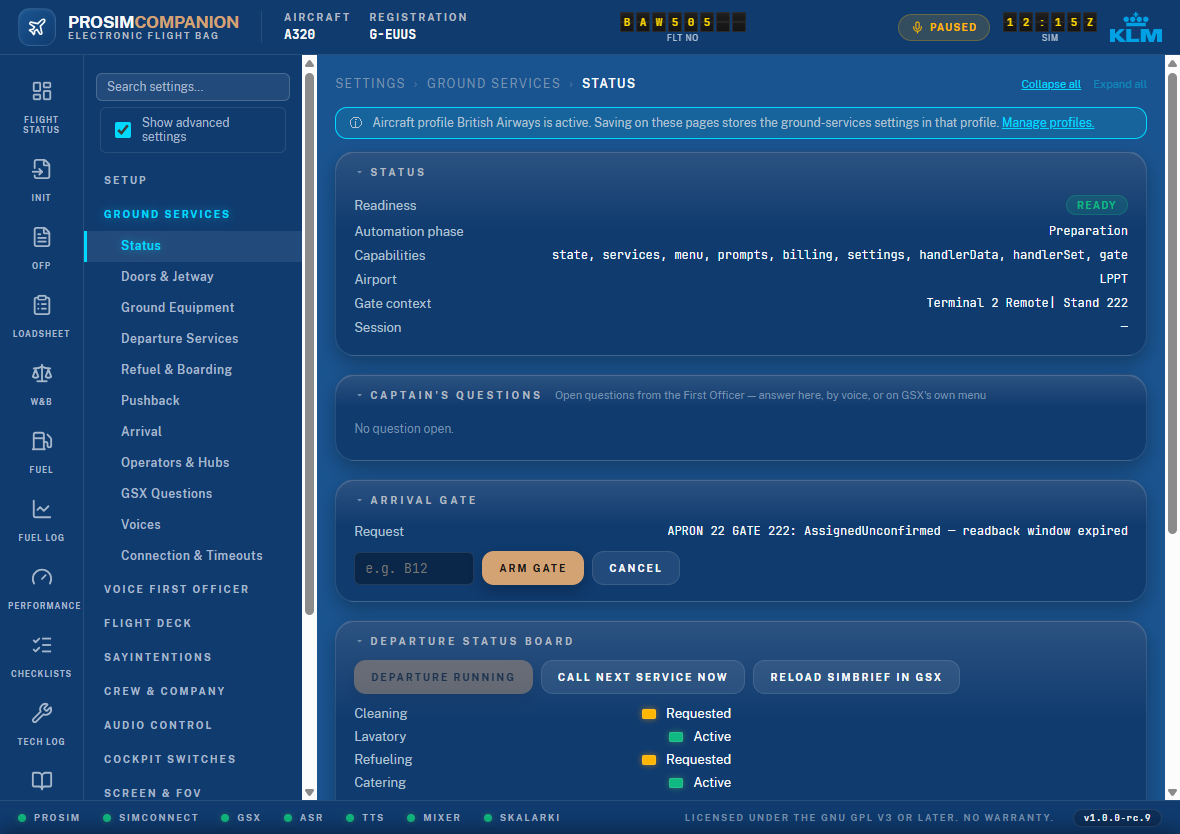 PROSIMCOMPANION
ELECTRONIC FLIGHT BAG
AIRCRAFT
A320
REGISTRATION
G-EUUS
BAW505
FLT NO
PAUSED
12:15Z
SIM
KLM
FLIGHT STATUS
INIT
OFP
LOADSHEET
W&B
FUEL
FUEL LOG
PERFORMANCE
CHECKLISTS
TECH LOG
Search settings...
Show advanced settings
SETUP
GROUND SERVICES
Status
Doors & Jetway
Ground Equipment
Departure Services
Refuel & Boarding
Pushback
Arrival
Operators & Hubs
GSX Questions
Voices
Connection & Timeouts
VOICE FIRST OFFICER
FLIGHT DECK
SAYINTENTIONS
CREW & COMPANY
AUDIO CONTROL
COCKPIT SWITCHES
SCREEN & FOV
SETTINGS › GROUND SERVICES › STATUS
Collapse all Expand all
Aircraft profile British Airways is active. Saving on these pages stores the ground-services settings in that profile. Manage profiles.
STATUS
Readiness READY
Automation phase Preparation
Capabilities state, services, menu, prompts, billing, settings, handlerData, handlerSet, gate
Airport LPPT
Gate context Terminal 2 Remote| Stand 222
Session —
CAPTAIN'S QUESTIONS Open questions from the First Officer — answer here, by voice, or on GSX's own menu
No question open.
ARRIVAL GATE
Request APRON 22 GATE 222: AssignedUnconfirmed — readback window expired
e.g. B12 ARM GATE CANCEL
DEPARTURE STATUS BOARD
DEPARTURE RUNNING CALL NEXT SERVICE NOW RELOAD SIMBRIEF IN GSX
Cleaning Requested
Lavatory Active
Refueling Requested
Catering Active
PROSIM SIMCONNECT GSX ASR TTS MIXER SKALARKI
LICENSED UNDER THE GNU GPL V3 OR LATER. NO WARRANTY. v1.0.0-rc.9